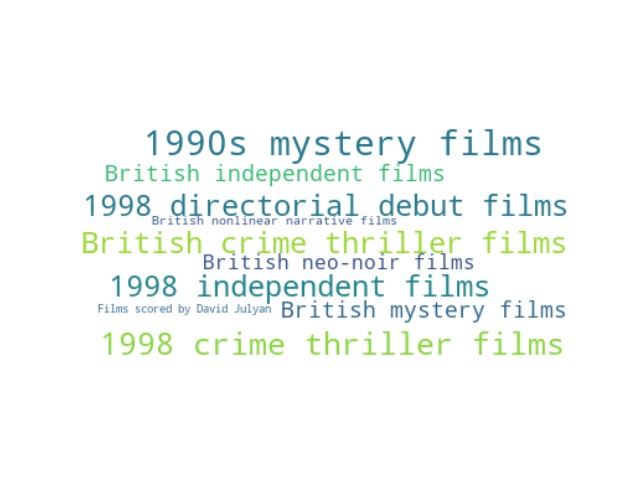 1990s mystery films
British independent films
1998 directorial debut films
British nonlinear narrative films
British crime thriller films
British neo-noir films
1998 independent films
Films scored by David Julyan
British mystery films
1998 crime thriller films